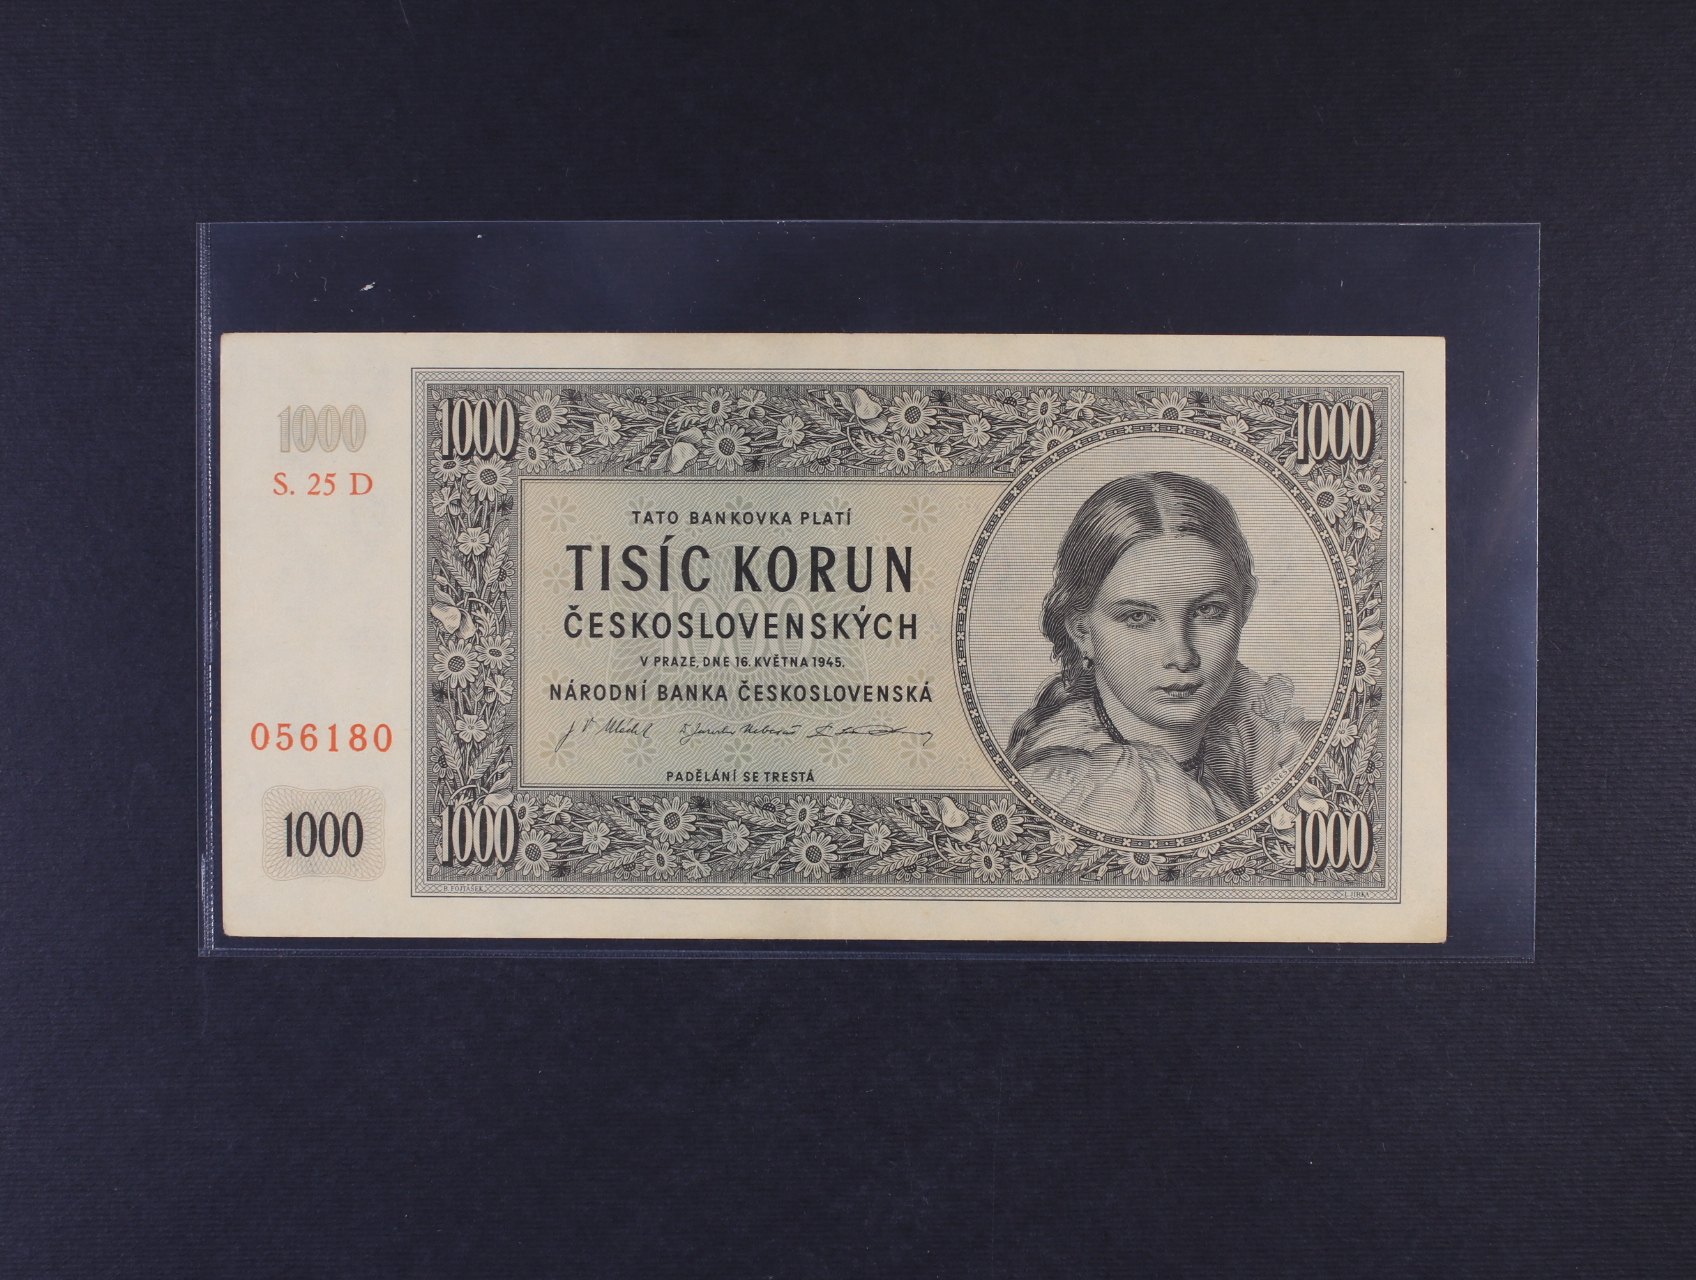 1000
S. 25 D
056180
1000
1000
1000
TATO BANKOVKA PLATÍ
TISÍC KORUN
ČESKOSLOVENSKÝCH
1000
V PRAZE, DNE 16. KVĚTNA 1945.
NÁRODNÍ BANKA ČESKOSLOVENSKÁ
PADĚLÁNÍ SE TRESTÁ
1000
1000